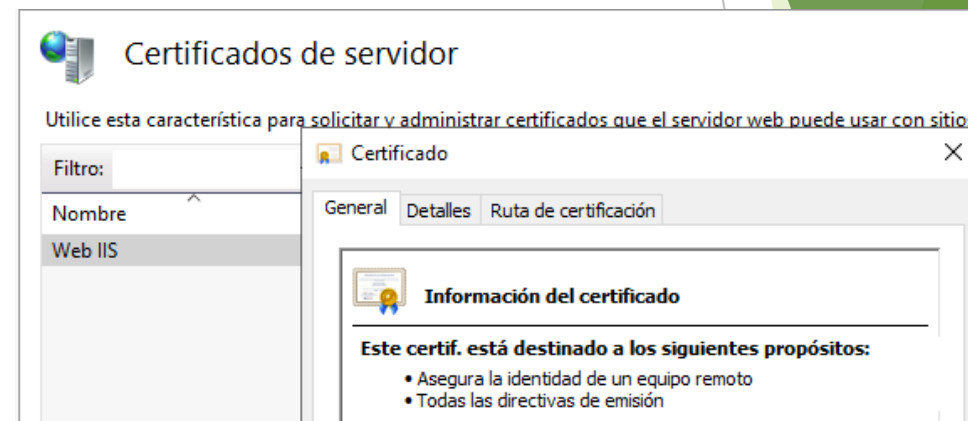 Certificados de servidor
Utilice esta característica para solicitar y administrar certificados que el servidor web puede usar con sitio
Filtro:
Nombre
Web IIS
Certificado
General Detalles Ruta de certificación
Información del certificado
Este certif. está destinado a los siguientes propósitos:
• Asegura la identidad de un equipo remoto
• Todas las directivas de emisión